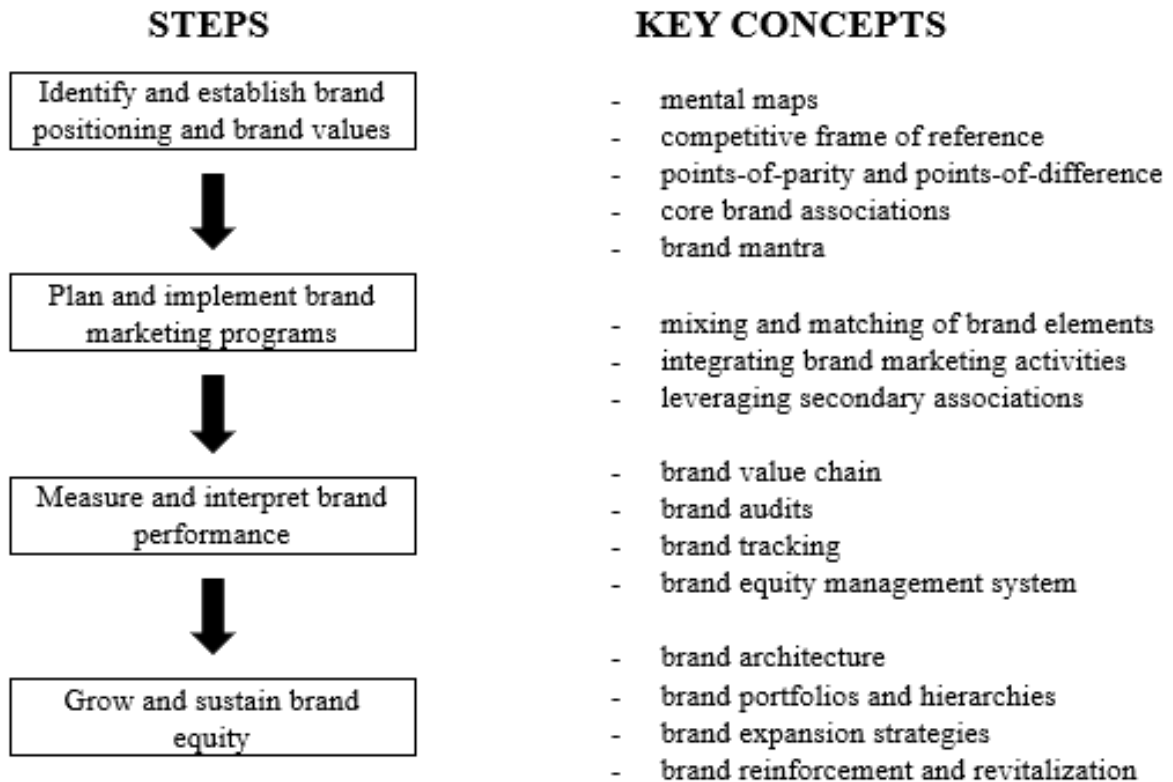 STEPS
KEY CONCEPTS
Identify and establish brand
positioning and brand values
- mental maps
- competitive frame of reference
- points-of-parity and points-of-difference
- core brand associations
- brand mantra
Plan and implement brand
marketing programs
- mixing and matching of brand elements
- integrating brand marketing activities
- leveraging secondary associations
Measure and interpret brand
performance
- brand value chain
- brand audits
- brand tracking
- brand equity management system
Grow and sustain brand
equity
- brand architecture
- brand portfolios and hierarchies
- brand expansion strategies
- brand reinforcement and revitalization